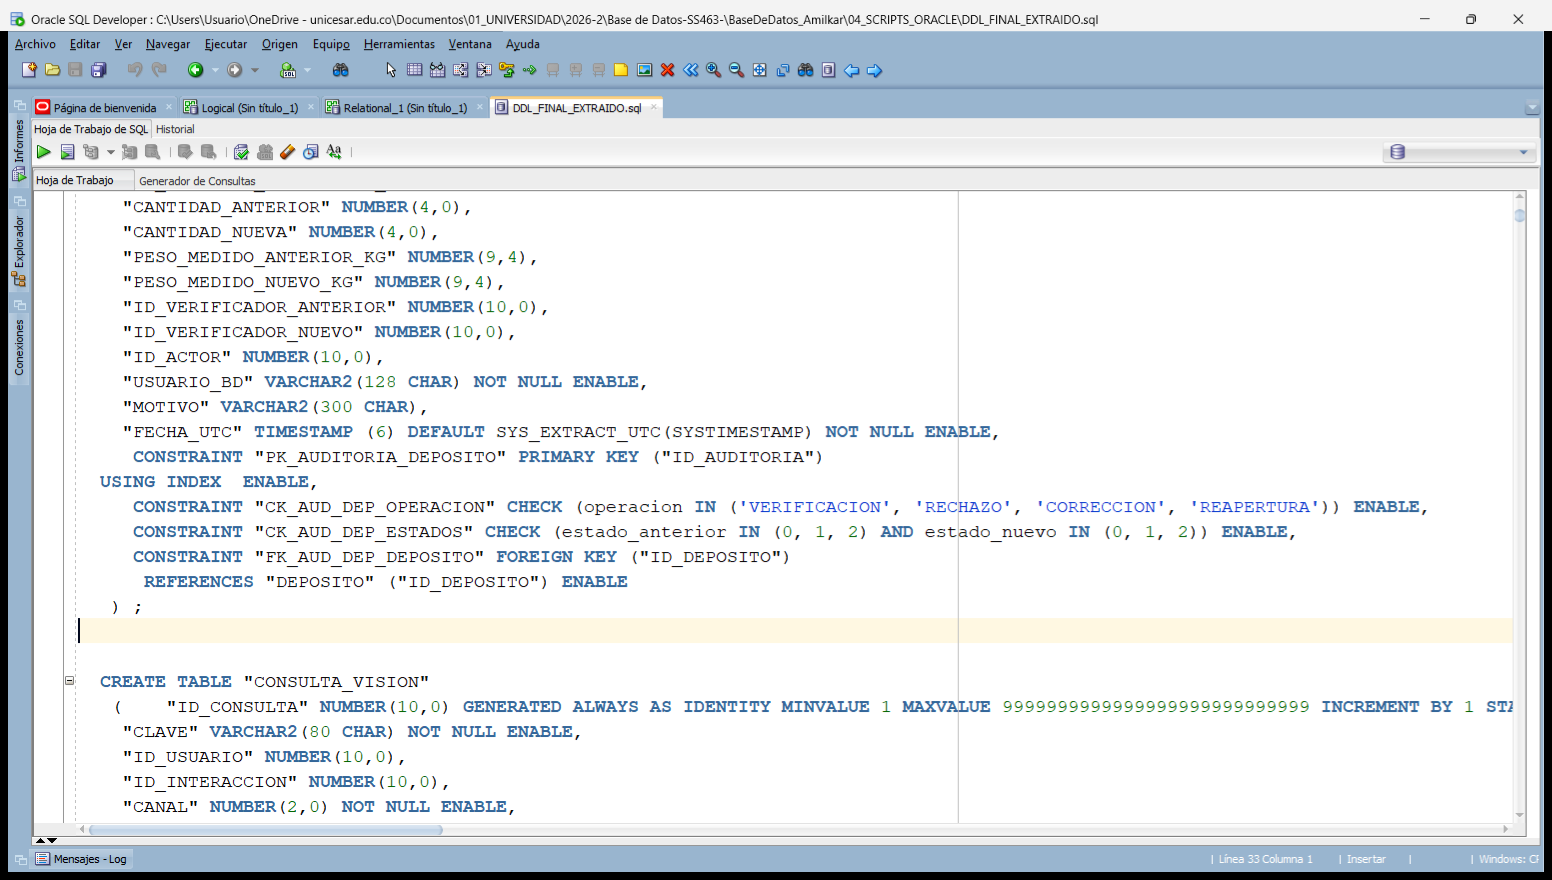 Oracle SQL Developer : C:\Users\Usuario\OneDrive - unicesar.edu.co\Documentos\01_UNIVERSIDAD\2026-2\Base de Datos-SS463-\BaseDeDatos_Amilkar\04_SCRIPTS_ORACLE\DDL_FINAL_EXTRAIDO.sql
Archivo Editar Ver Navegar Ejecutar Origen Equipo Herramientas Ventana Ayuda
Página de bienvenida Logical (Sin título_1) Relational_1 (Sin título_1) DDL_FINAL_EXTRAIDO.sql
Informes
Explorador
Conexiones
Hoja de Trabajo de SQL Historial
Hoja de Trabajo Generador de Consultas
"CANTIDAD_ANTERIOR" NUMBER(4,0),
"CANTIDAD_NUEVA" NUMBER(4,0),
"PESO_MEDIDO_ANTERIOR_KG" NUMBER(9,4),
"PESO_MEDIDO_NUEVO_KG" NUMBER(9,4),
"ID_VERIFICADOR_ANTERIOR" NUMBER(10,0),
"ID_VERIFICADOR_NUEVO" NUMBER(10,0),
"ID_ACTOR" NUMBER(10,0),
"USUARIO_BD" VARCHAR2(128 CHAR) NOT NULL ENABLE,
"MOTIVO" VARCHAR2(300 CHAR),
"FECHA_UTC" TIMESTAMP (6) DEFAULT SYS_EXTRACT_UTC(SYSTIMESTAMP) NOT NULL ENABLE,
CONSTRAINT "PK_AUDITORIA_DEPOSITO" PRIMARY KEY ("ID_AUDITORIA")
USING INDEX ENABLE,
CONSTRAINT "CK_AUD_DEP_OPERACION" CHECK (operacion IN ('VERIFICACION', 'RECHAZO', 'CORRECCION', 'REAPERTURA')) ENABLE,
CONSTRAINT "CK_AUD_DEP_ESTADOS" CHECK (estado_anterior IN (0, 1, 2) AND estado_nuevo IN (0, 1, 2)) ENABLE,
CONSTRAINT "FK_AUD_DEP_DEPOSITO" FOREIGN KEY ("ID_DEPOSITO")
REFERENCES "DEPOSITO" ("ID_DEPOSITO") ENABLE
) ;
CREATE TABLE "CONSULTA_VISION"
( "ID_CONSULTA" NUMBER(10,0) GENERATED ALWAYS AS IDENTITY MINVALUE 1 MAXVALUE 9999999999999999999999999999 INCREMENT BY 1
"CLAVE" VARCHAR2(80 CHAR) NOT NULL ENABLE,
"ID_USUARIO" NUMBER(10,0),
"ID_INTERACCION" NUMBER(10,0),
"CANAL" NUMBER(2,0) NOT NULL ENABLE,
Mensajes - Log
Línea 33 Columna 1 | Insertar | | Windows: